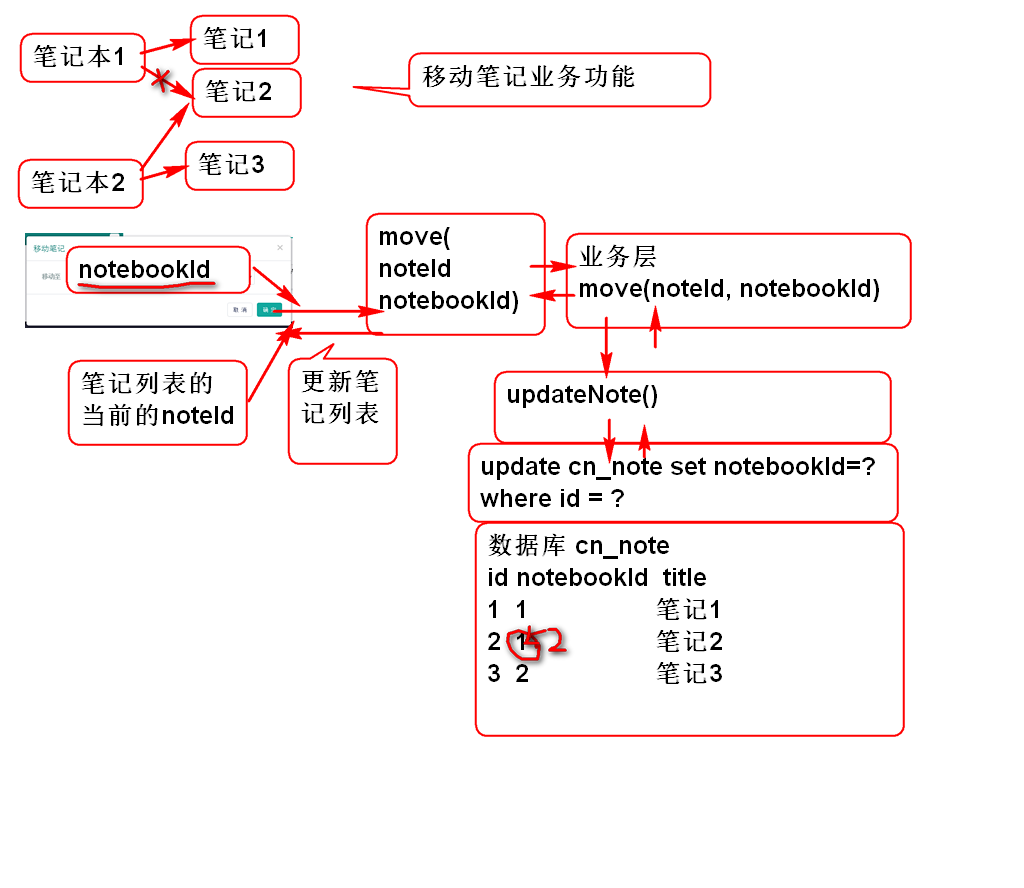 笔记本1
笔记1
笔记2
移动笔记业务功能
笔记本2
笔记3
移动笔记
×
移动至
notebookId
取消
确定
move(
noteId
notebookId)
业务层
move(noteId, notebookId)
笔记列表的
当前的noteId
更新笔
记列表
updateNote()
update cn_note set notebookId=?
where id = ?
数据库 cn_note
id notebookId title
1 1 笔记1
2 1 2 笔记2
3 2 笔记3